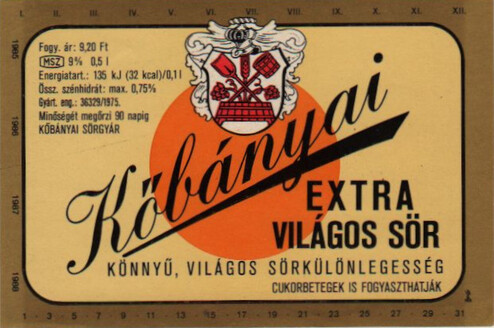 I. II. III. IV. V. VI. VII. VIII. IX. X. XI. XII.
Fogy. ár: 9,20 Ft
MSZ 9% 0,5 l
Energiatart.: 135 kJ (32 kcal)/0,1 l
Össz. szénhidrát: max. 0,75%
Gyárt. eng.: 36329/1975.
Minőségét megőrzi 90 napig
KŐBÁNYAI SÖRGYÁR
1985
1986
1987
1988
Kőbányai
EXTRA
VILÁGOS SÖR
KÖNNYŰ, VILÁGOS SÖRKÜLÖNLEGESSÉG
CUKORBETEGEK IS FOGYASZTHATJÁK
1 - 3 - 5 - 7 - 9 - 11 - 13 - 15 - 17 - 19 - 21 - 23 - 25 - 27 - 29 - 31